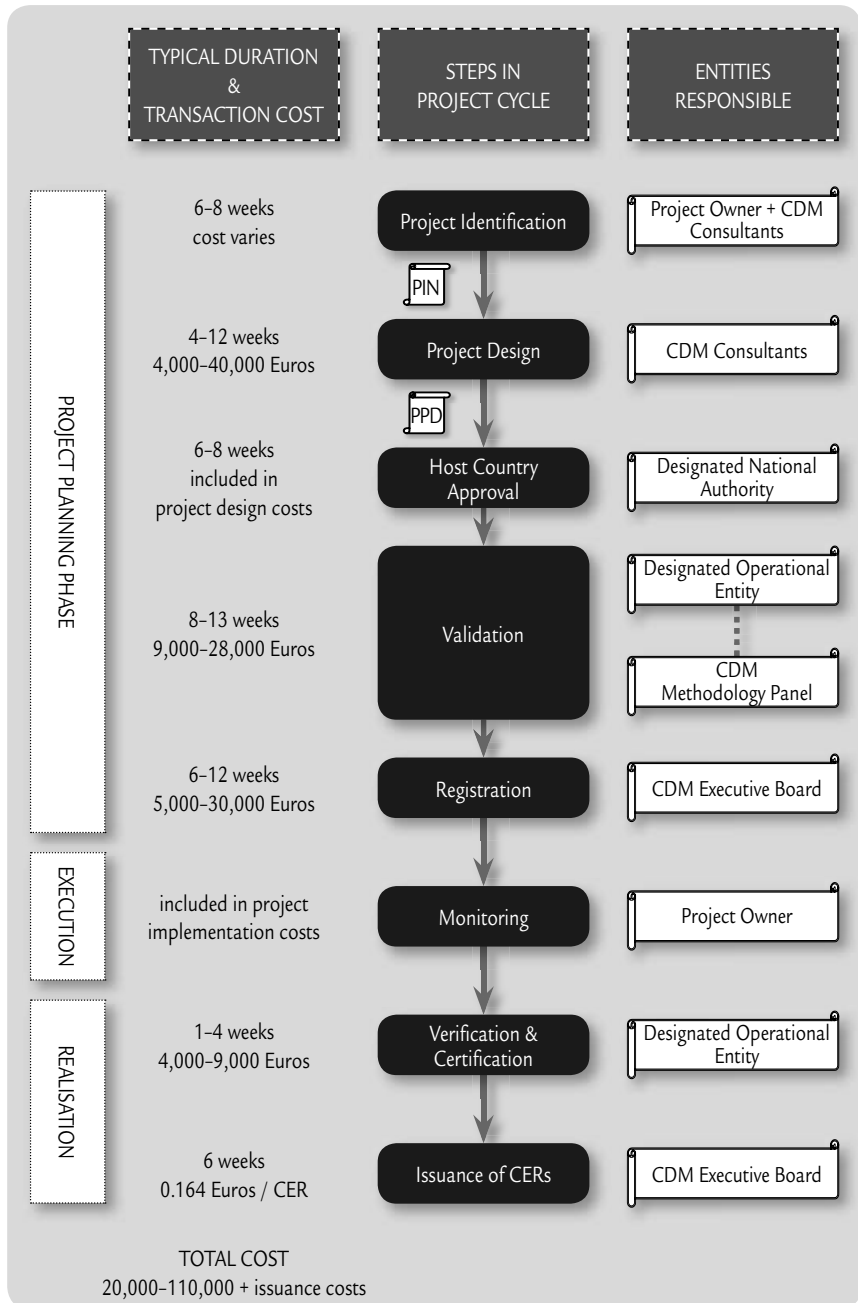 TYPICAL DURATION
&
TRANSACTION COST
STEPS IN
PROJECT CYCLE
ENTITIES
RESPONSIBLE
PROJECT PLANNING PHASE
6–8 weeks
cost varies
Project Identification
Project Owner + CDM
Consultants
PIN
4–12 weeks
4,000–40,000 Euros
Project Design
CDM Consultants
PPD
6–8 weeks
included in
project design costs
Host Country
Approval
Designated National
Authority
8–13 weeks
9,000–28,000 Euros
Validation
Designated Operational
Entity
CDM
Methodology Panel
6–12 weeks
5,000–30,000 Euros
Registration
CDM Executive Board
EXECUTION
included in project
implementation costs
Monitoring
Project Owner
REALISATION
1–4 weeks
4,000–9,000 Euros
Verification &
Certification
Designated Operational
Entity
6 weeks
0.164 Euros / CER
Issuance of CERs
CDM Executive Board
TOTAL COST
20,000–110,000 + issuance costs